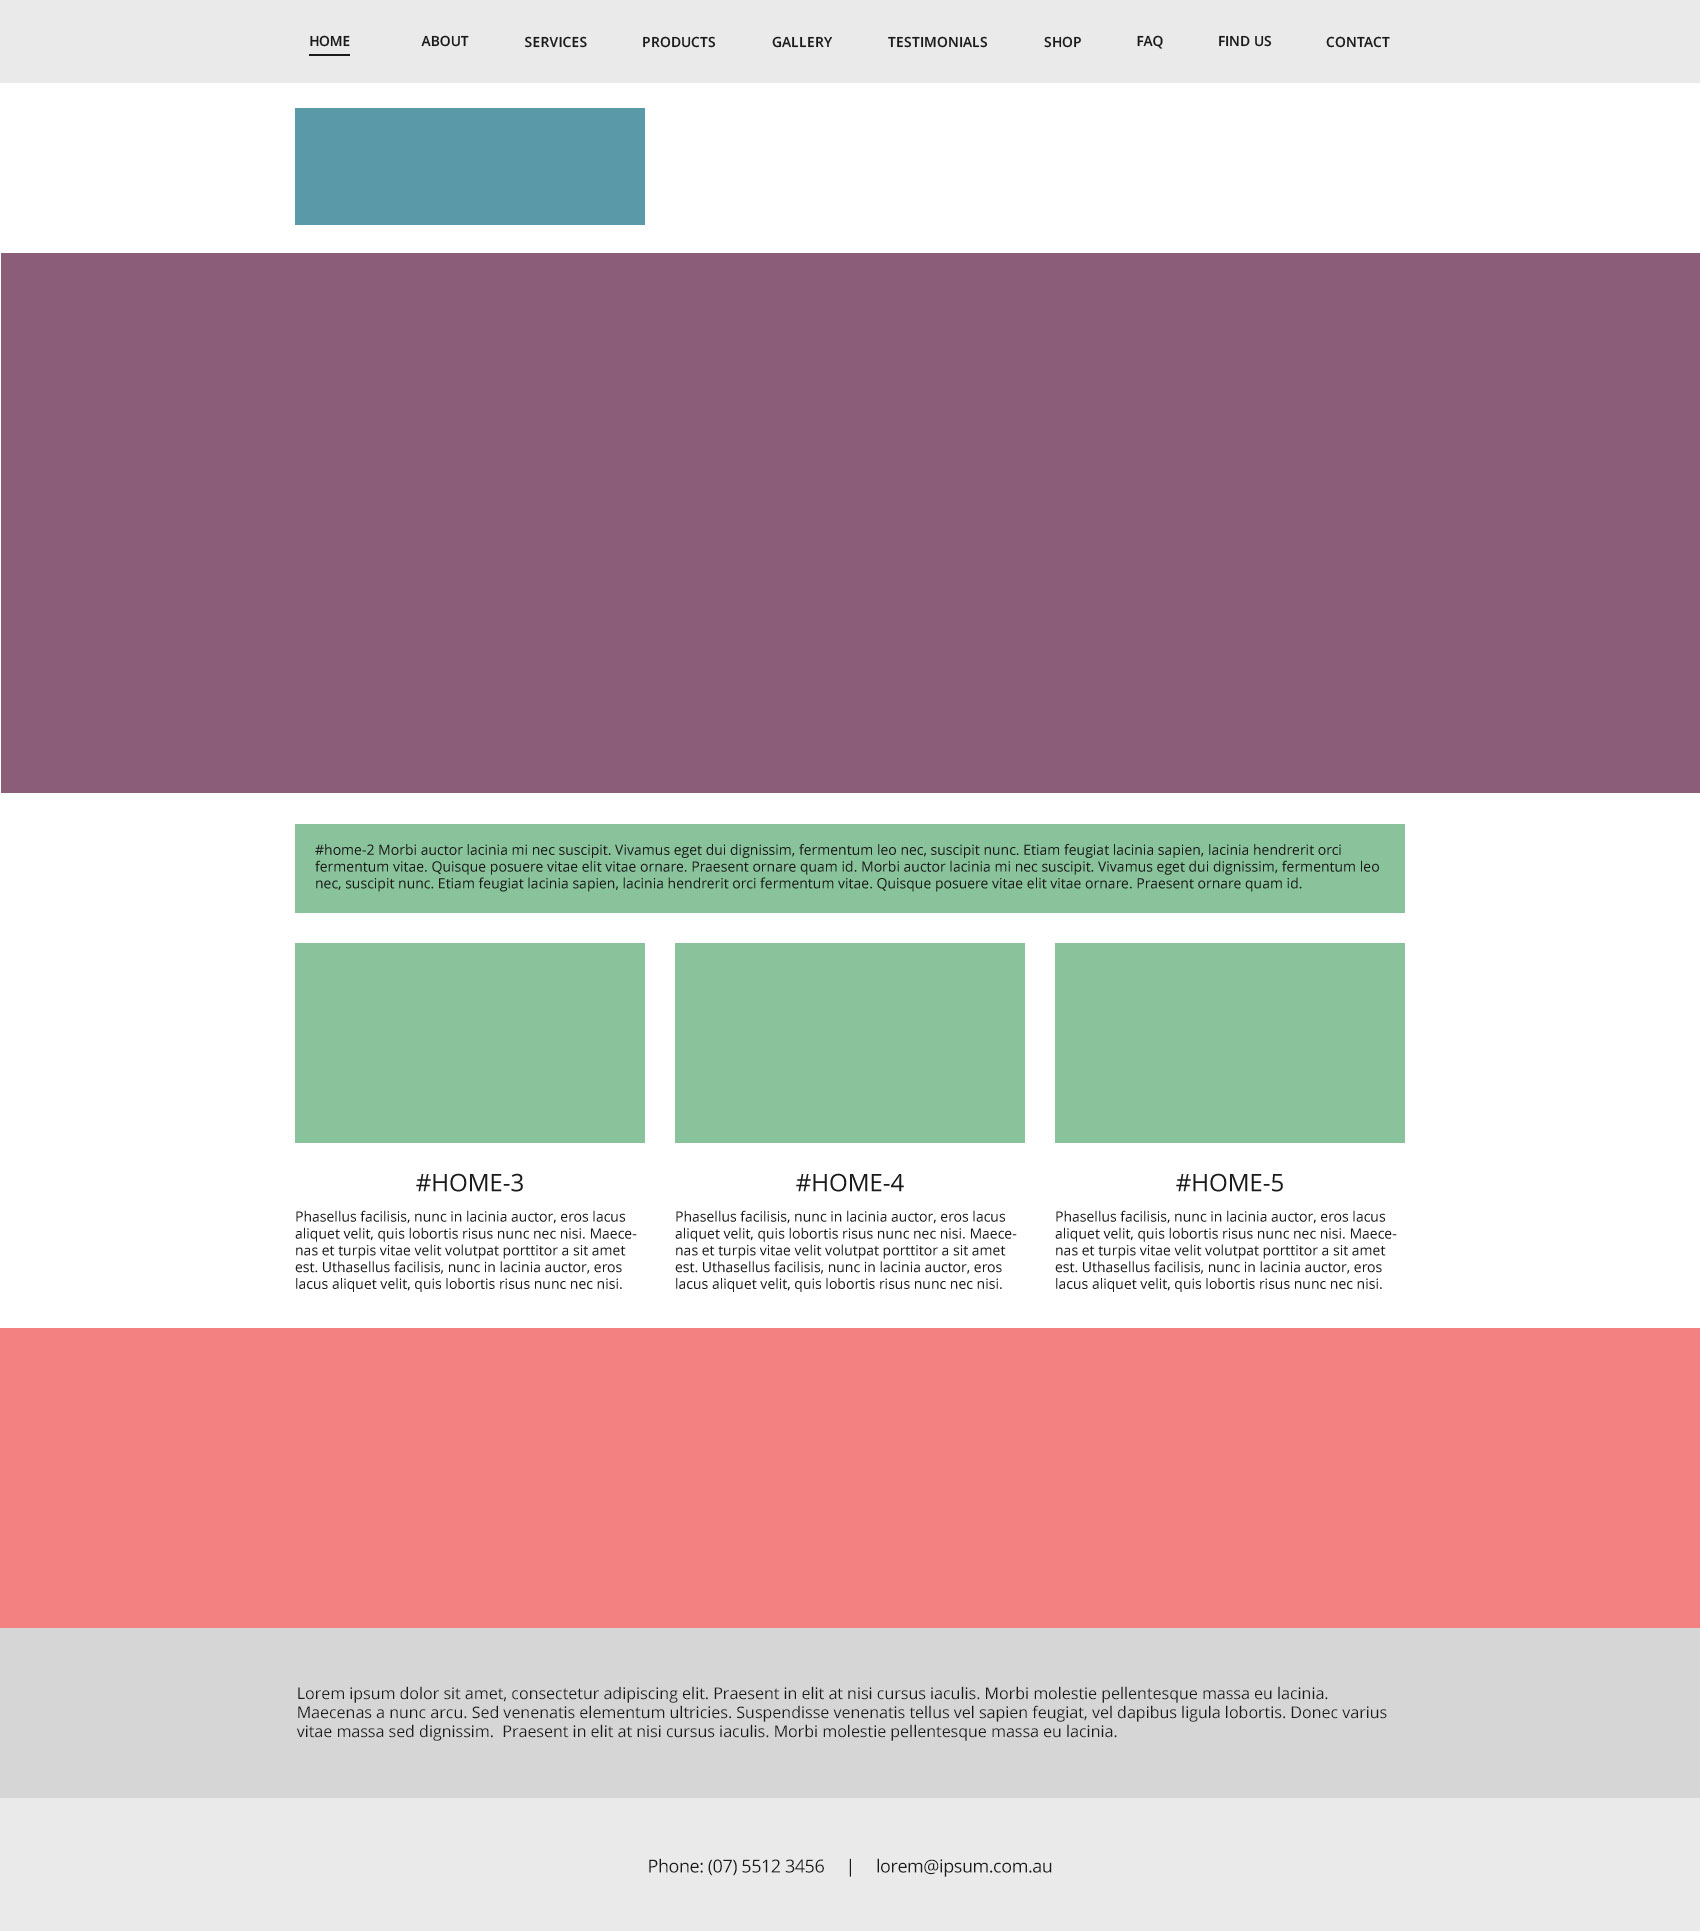 HOME ABOUT SERVICES PRODUCTS GALLERY TESTIMONIALS SHOP FAQ FIND US CONTACT
#home-2 Morbi auctor lacinia mi nec suscipit. Vivamus eget dui dignissim, fermentum leo nec, suscipit nunc. Etiam feugiat lacinia sapien, lacinia hendrerit orci
fermentum vitae. Quisque posuere vitae elit vitae ornare. Praesent ornare quam id. Morbi auctor lacinia mi nec suscipit. Vivamus eget dui dignissim, fermentum leo
nec, suscipit nunc. Etiam feugiat lacinia sapien, lacinia hendrerit orci fermentum vitae. Quisque posuere vitae elit vitae ornare. Praesent ornare quam id.
#HOME-3
Phasellus facilisis, nunc in lacinia auctor, eros lacus
aliquet velit, quis lobortis risus nunc nec nisi. Maece-
nas et turpis vitae velit volutpat porttitor a sit amet
est. Uthasellus facilisis, nunc in lacinia auctor, eros
lacus aliquet velit, quis lobortis risus nunc nec nisi.
#HOME-4
Phasellus facilisis, nunc in lacinia auctor, eros lacus
aliquet velit, quis lobortis risus nunc nec nisi. Maece-
nas et turpis vitae velit volutpat porttitor a sit amet
est. Uthasellus facilisis, nunc in lacinia auctor, eros
lacus aliquet velit, quis lobortis risus nunc nec nisi.
#HOME-5
Phasellus facilisis, nunc in lacinia auctor, eros lacus
aliquet velit, quis lobortis risus nunc nec nisi. Maece-
nas et turpis vitae velit volutpat porttitor a sit amet
est. Uthasellus facilisis, nunc in lacinia auctor, eros
lacus aliquet velit, quis lobortis risus nunc nec nisi.
Lorem ipsum dolor sit amet, consectetur adipiscing elit. Praesent in elit at nisi cursus iaculis. Morbi molestie pellentesque massa eu lacinia.
Maecenas a nunc arcu. Sed venenatis elementum ultricies. Suspendisse venenatis tellus vel sapien feugiat, vel dapibus ligula lobortis. Donec varius
vitae massa sed dignissim.  Praesent in elit at nisi cursus iaculis. Morbi molestie pellentesque massa eu lacinia.
Phone: (07) 5512 3456 | lorem@ipsum.com.au